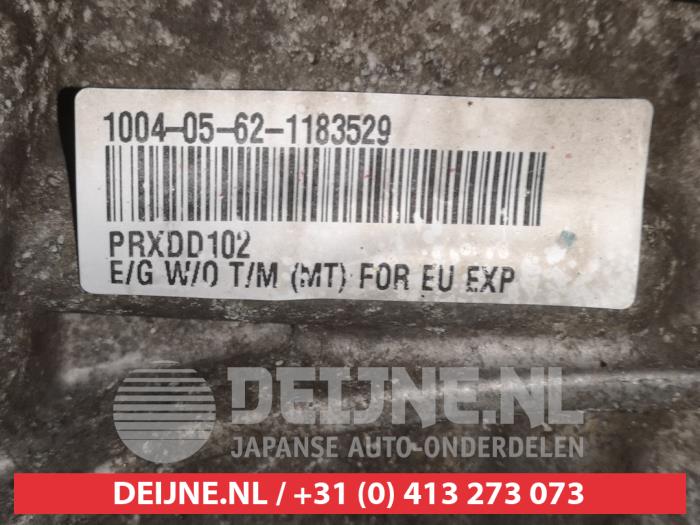 1004-05-62-1183529
PRXDD102
E/G W/O T/M (MT) FOR EU EXP
DEIJNE.NL
JAPANSE AUTO-ONDERDELEN
DEIJNE.NL / +31 (0) 413 273 073